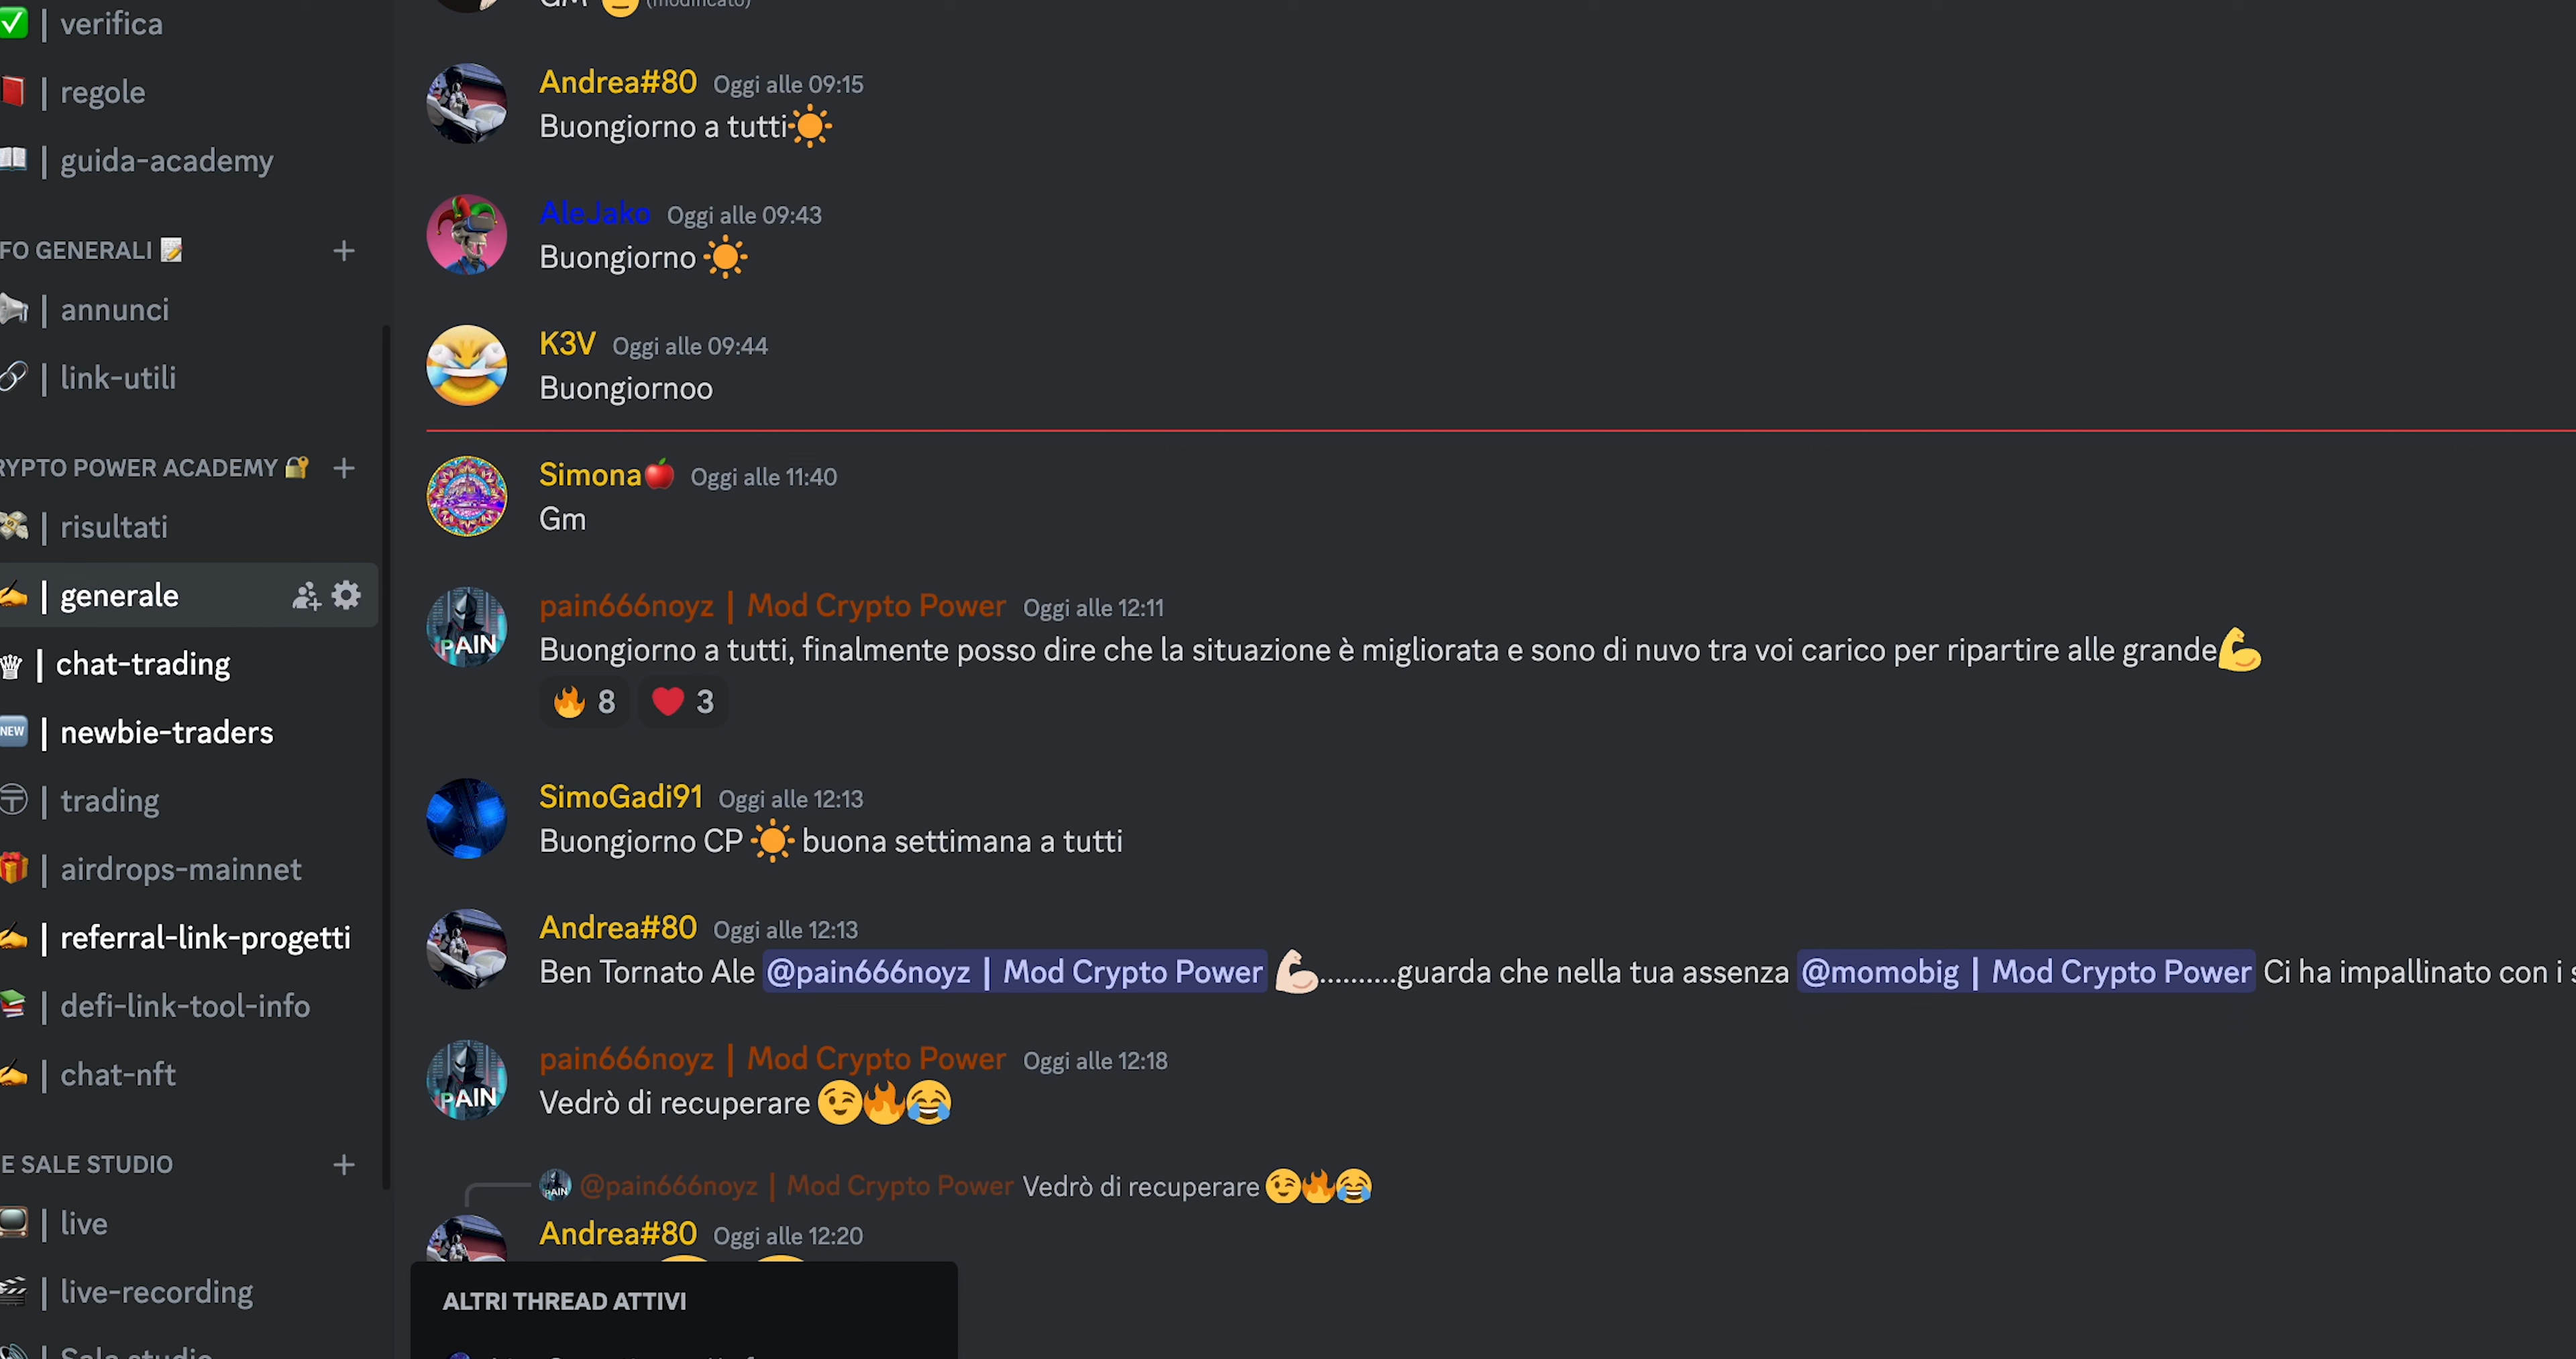 verifica
regole
guida-academy
FO GENERALI
annunci
link-utili
RYPTO POWER ACADEMY
risultati
generale
chat-trading
NEW newbie-traders
trading
airdrops-mainnet
referral-link-progetti
defi-link-tool-info
chat-nft
E SALE STUDIO
live
live-recording
Sala studio
GM (modificato)
Andrea#80 Oggi alle 09:15
Buongiorno a tutti☀️
AleJako Oggi alle 09:43
Buongiorno ☀️
K3V Oggi alle 09:44
Buongiornoo
Simona🍎 Oggi alle 11:40
Gm
PAIN
pain666noyz | Mod Crypto Power Oggi alle 12:11
Buongiorno a tutti, finalmente posso dire che la situazione è migliorata e sono di nuvo tra voi carico per ripartire alle grande💪
🔥 8 ❤️ 3
SimoGadi91 Oggi alle 12:13
Buongiorno CP ☀️ buona settimana a tutti
Andrea#80 Oggi alle 12:13
Ben Tornato Ale @pain666noyz | Mod Crypto Power 💪..........guarda che nella tua assenza @momobig | Mod Crypto Power Ci ha impallinato con i s
PAIN
pain666noyz | Mod Crypto Power Oggi alle 12:18
Vedrò di recuperare 😉🔥😂
@pain666noyz | Mod Crypto Power Vedrò di recuperare 😉🔥😂
Andrea#80 Oggi alle 12:20
ALTRI THREAD ATTIVI